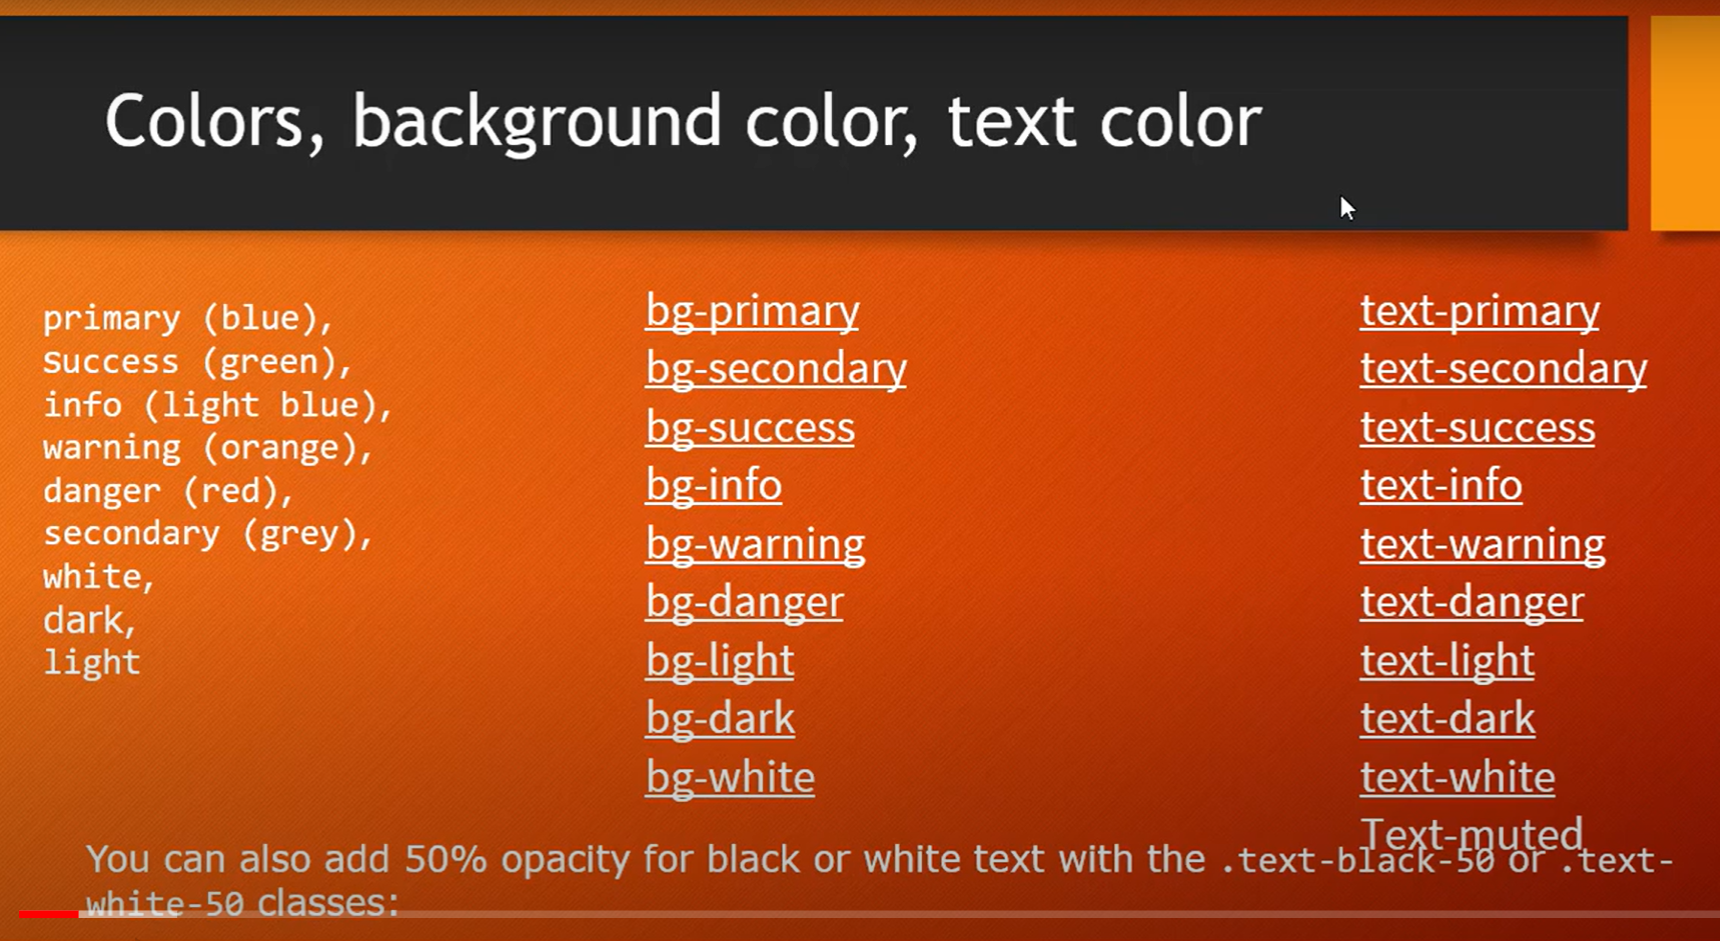 Colors, background color, text color
primary (blue),
Success (green),
info (light blue),
warning (orange),
danger (red),
secondary (grey),
white,
dark,
light
bg-primary
bg-secondary
bg-success
bg-info
bg-warning
bg-danger
bg-light
bg-dark
bg-white
text-primary
text-secondary
text-success
text-info
text-warning
text-danger
text-light
text-dark
text-white
Text-muted
You can also add 50% opacity for black or white text with the .text-black-50 or .text-
white-50 classes: